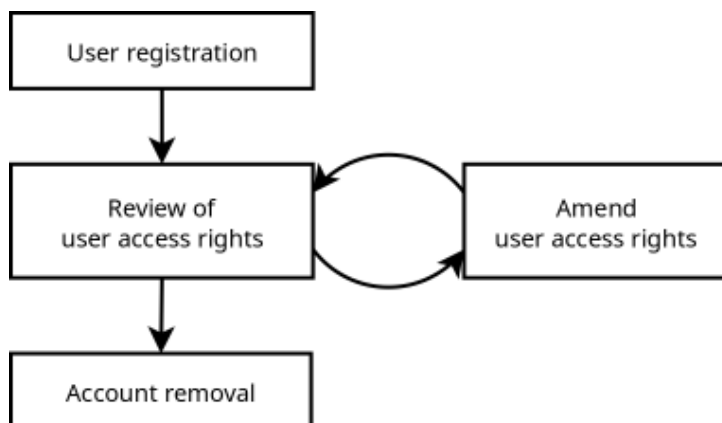 User registration
Review of
user access rights
Amend
user access rights
Account removal